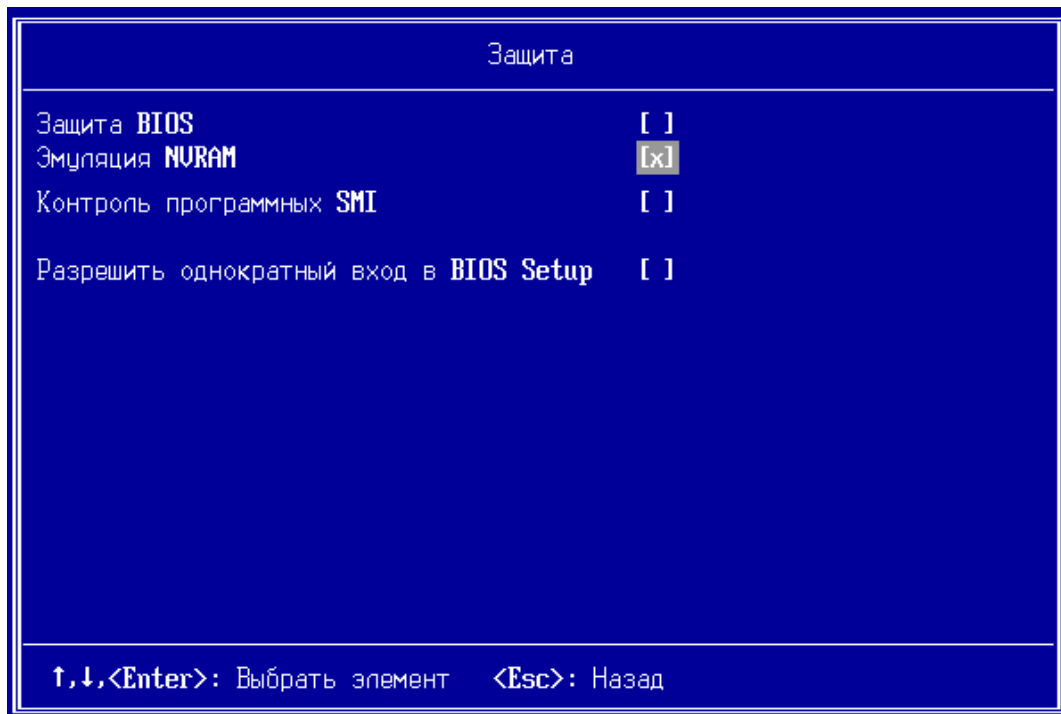 Защита
Защита BIOS [ ]
Эмуляция NVRAM [x]
Контроль программных SMI [ ]
Разрешить однократный вход в BIOS Setup [ ]
↑,↓,<Enter>: Выбрать элемент <Esc>: Назад